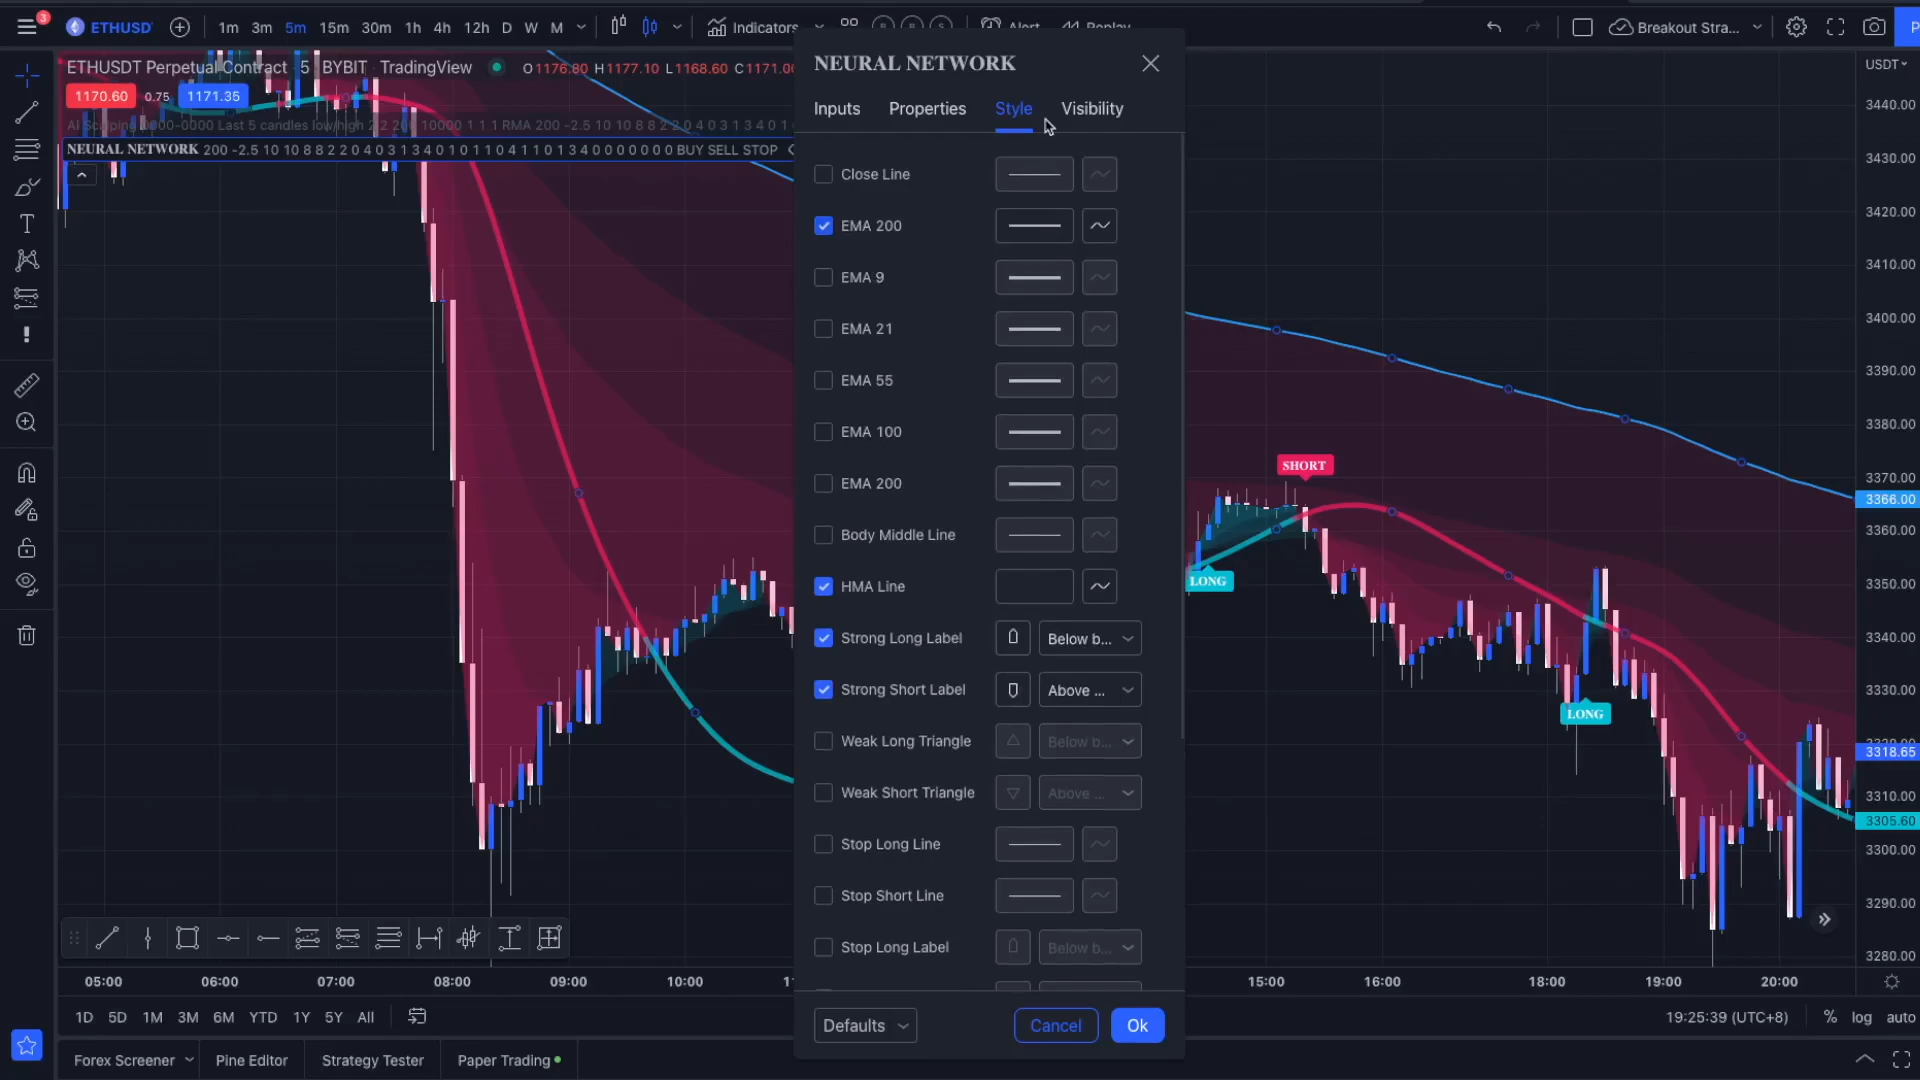 3
ETHUSD
1m 3m 5m 15m 30m 1h 4h 12h D W M
Indicators
Alert
Replay
Breakout Stra...
P
ETHUSDT Perpetual Contract 5 BYBIT TradingView
O1176.80 H1177.10 L1168.60 C1171.00
1170.60 0.75 1171.35
NEURAL NETWORK 200 -2.5 10 10 8 8 2 2 0 4 0 3 1 3 4 0 1 0 1 1 0 4 1 1 0 1 3 4 0 0 0 0 0 0 0 BUY SELL STOP
NEURAL NETWORK
Inputs Properties Style Visibility
Close Line
EMA 200
EMA 9
EMA 21
EMA 55
EMA 100
EMA 200
Body Middle Line
HMA Line
Strong Long Label Below b...
Strong Short Label Above ...
Weak Long Triangle Below b...
Weak Short Triangle Above ...
Stop Long Line
Stop Short Line
Stop Long Label Below b...
Defaults
Cancel
Ok
SHORT
LONG
LONG
USDT
3440.00
3430.00
3420.00
3410.00
3400.00
3390.00
3380.00
3370.00
3366.00
3360.00
3350.00
3340.00
3330.00
3318.65
3310.00
3305.60
3300.00
3290.00
3280.00
05:00 06:00 07:00 08:00 09:00 10:00 15:00 16:00 18:00 19:00 20:00
1D 5D 1M 3M 6M YTD 1Y 5Y All
19:25:39 (UTC+8) % log auto
Forex Screener Pine Editor Strategy Tester Paper Trading